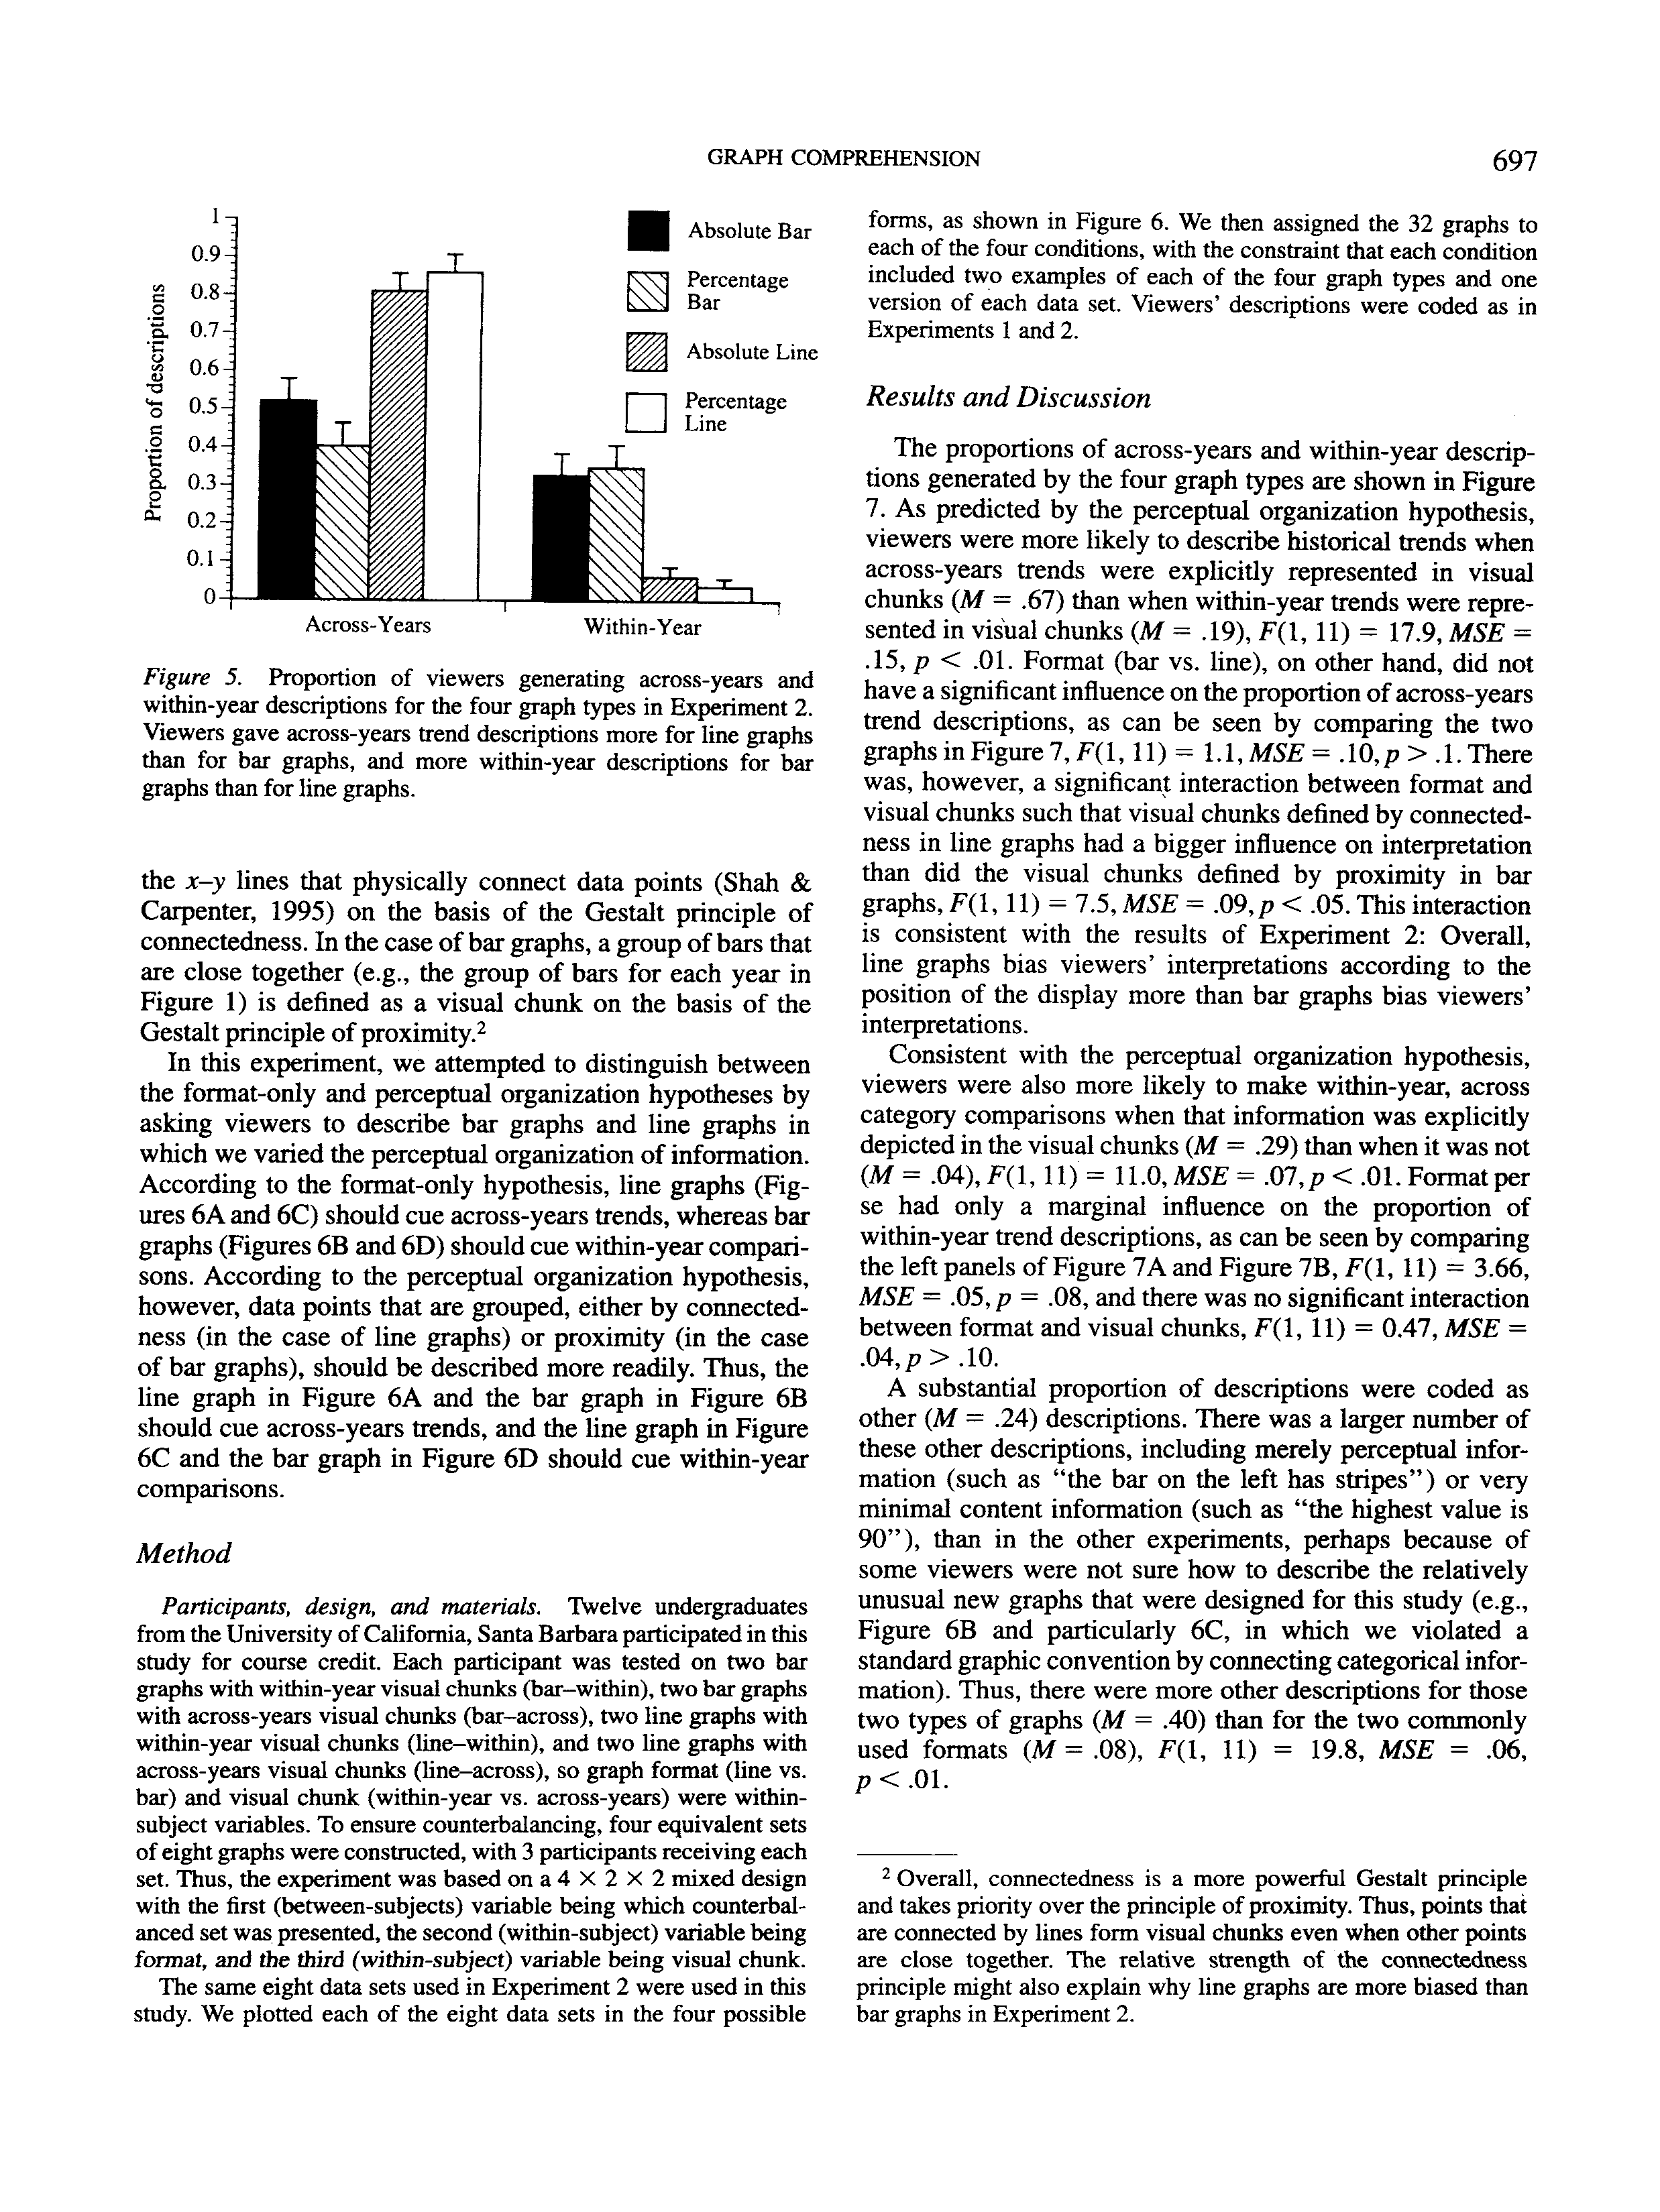 GRAPH COMPREHENSION
697
1
0.9
0.8
0.7
0.6
0.5
0.4
0.3
0.2
0.1
0
Proportion of descriptions
Absolute Bar
Percentage
Bar
Absolute Line
Percentage
Line
Across-Years
Within-Year
Figure 5. Proportion of viewers generating across-years and
within-year descriptions for the four graph types in Experiment 2.
Viewers gave across-years trend descriptions more for line graphs
than for bar graphs, and more within-year descriptions for bar
graphs than for line graphs.
the x–y lines that physically connect data points (Shah &
Carpenter, 1995) on the basis of the Gestalt principle of
connectedness. In the case of bar graphs, a group of bars that
are close together (e.g., the group of bars for each year in
Figure 1) is defined as a visual chunk on the basis of the
Gestalt principle of proximity.²
In this experiment, we attempted to distinguish between
the format-only and perceptual organization hypotheses by
asking viewers to describe bar graphs and line graphs in
which we varied the perceptual organization of information.
According to the format-only hypothesis, line graphs (Fig-
ures 6A and 6C) should cue across-years trends, whereas bar
graphs (Figures 6B and 6D) should cue within-year compari-
sons. According to the perceptual organization hypothesis,
however, data points that are grouped, either by connected-
ness (in the case of line graphs) or proximity (in the case
of bar graphs), should be described more readily. Thus, the
line graph in Figure 6A and the bar graph in Figure 6B
should cue across-years trends, and the line graph in Figure
6C and the bar graph in Figure 6D should cue within-year
comparisons.
Method
Participants, design, and materials. Twelve undergraduates
from the University of California, Santa Barbara participated in this
study for course credit. Each participant was tested on two bar
graphs with within-year visual chunks (bar–within), two bar graphs
with across-years visual chunks (bar–across), two line graphs with
within-year visual chunks (line–within), and two line graphs with
across-years visual chunks (line–across), so graph format (line vs.
bar) and visual chunk (within-year vs. across-years) were within-
subject variables. To ensure counterbalancing, four equivalent sets
of eight graphs were constructed, with 3 participants receiving each
set. Thus, the experiment was based on a 4 × 2 × 2 mixed design
with the first (between-subjects) variable being which counterbal-
anced set was presented, the second (within-subject) variable being
format, and the third (within-subject) variable being visual chunk.
The same eight data sets used in Experiment 2 were used in this
study. We plotted each of the eight data sets in the four possible
forms, as shown in Figure 6. We then assigned the 32 graphs to
each of the four conditions, with the constraint that each condition
included two examples of each of the four graph types and one
version of each data set. Viewers’ descriptions were coded as in
Experiments 1 and 2.
Results and Discussion
The proportions of across-years and within-year descrip-
tions generated by the four graph types are shown in Figure
7. As predicted by the perceptual organization hypothesis,
viewers were more likely to describe historical trends when
across-years trends were explicitly represented in visual
chunks (M = .67) than when within-year trends were repre-
sented in visual chunks (M = .19), F(1, 11) = 17.9, MSE =
.15, p < .01. Format (bar vs. line), on other hand, did not
have a significant influence on the proportion of across-years
trend descriptions, as can be seen by comparing the two
graphs in Figure 7, F(1, 11) = 1.1, MSE = .10, p > .1. There
was, however, a significant interaction between format and
visual chunks such that visual chunks defined by connected-
ness in line graphs had a bigger influence on interpretation
than did the visual chunks defined by proximity in bar
graphs, F(1, 11) = 7.5, MSE = .09, p < .05. This interaction
is consistent with the results of Experiment 2: Overall,
line graphs bias viewers’ interpretations according to the
position of the display more than bar graphs bias viewers’
interpretations.
Consistent with the perceptual organization hypothesis,
viewers were also more likely to make within-year, across
category comparisons when that information was explicitly
depicted in the visual chunks (M = .29) than when it was not
(M = .04), F(1, 11) = 11.0, MSE = .07, p < .01. Format per
se had only a marginal influence on the proportion of
within-year trend descriptions, as can be seen by comparing
the left panels of Figure 7A and Figure 7B, F(1, 11) = 3.66,
MSE = .05, p = .08, and there was no significant interaction
between format and visual chunks, F(1, 11) = 0.47, MSE =
.04, p > .10.
A substantial proportion of descriptions were coded as
other (M = .24) descriptions. There was a larger number of
these other descriptions, including merely perceptual infor-
mation (such as “the bar on the left has stripes”) or very
minimal content information (such as “the highest value is
90”), than in the other experiments, perhaps because of
some viewers were not sure how to describe the relatively
unusual new graphs that were designed for this study (e.g.,
Figure 6B and particularly 6C, in which we violated a
standard graphic convention by connecting categorical infor-
mation). Thus, there were more other descriptions for those
two types of graphs (M = .40) than for the two commonly
used formats (M = .08), F(1, 11) = 19.8, MSE = .06,
p < .01.
² Overall, connectedness is a more powerful Gestalt principle
and takes priority over the principle of proximity. Thus, points that
are connected by lines form visual chunks even when other points
are close together. The relative strength of the connectedness
principle might also explain why line graphs are more biased than
bar graphs in Experiment 2.